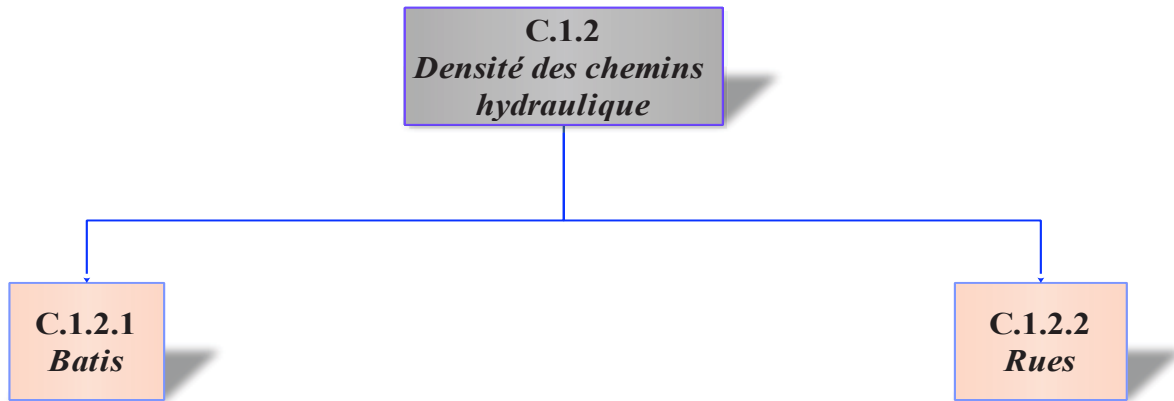 C.1.2
Densité des chemins
hydraulique
C.1.2.1
Batis
C.1.2.2
Rues